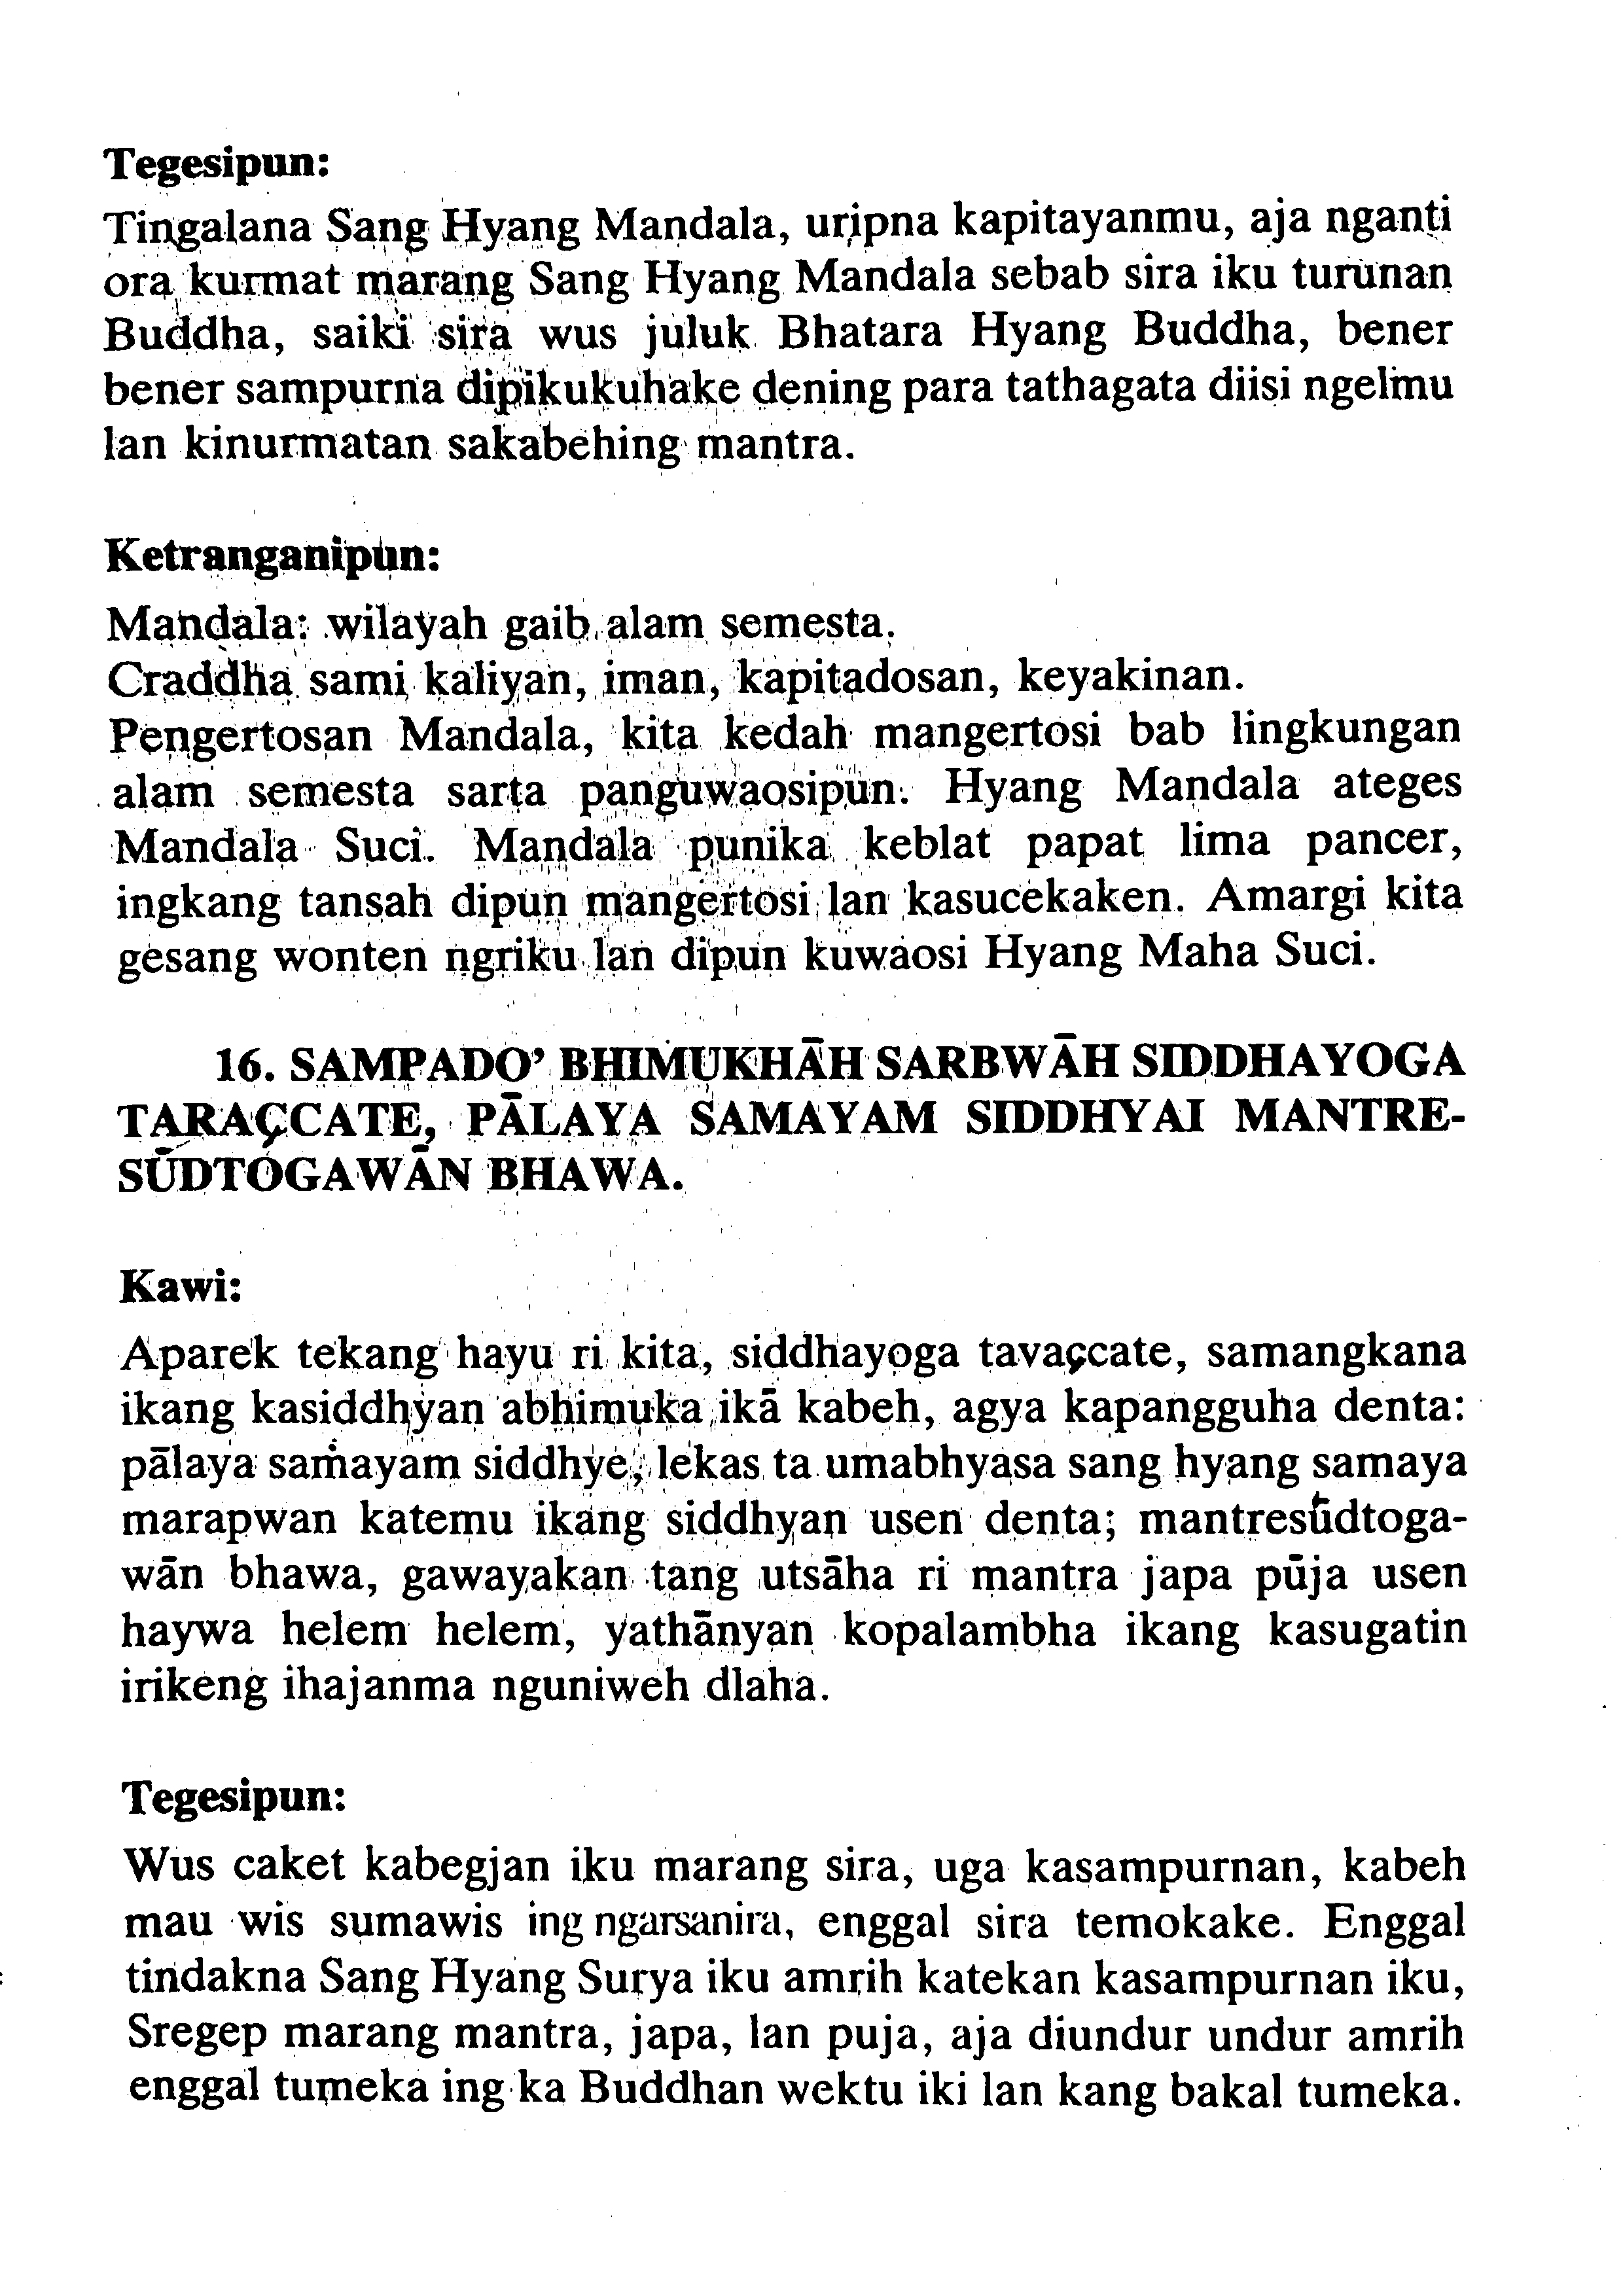 Tegesipun:
Tingalana Sang Hyang Mandala, uripna kapitayanmu, aja nganti
ora kurmat marang Sang Hyang Mandala sebab sira iku turunan
Buddha, saiki sira wus juluk Bhatara Hyang Buddha, bener
bener sampurna dipikukuhake dening para tathagata diisi ngelmu
lan kinurmatan sakabehing mantra.
Ketranganipun:
Mandala: wilayah gaib alam semesta.
Craddha sami kaliyan, iman, kapitadosan, keyakinan.
Pengertosan Mandala, kita kedah mangertosi bab lingkungan
alam semesta sarta panguwaosipun. Hyang Mandala ateges
Mandala Suci. Mandala punika keblat papat lima pancer,
ingkang tansah dipun mangertosi lan kasucekaken. Amargi kita
gesang wonten ngriku lan dipun kuwaosi Hyang Maha Suci.
16. SAMPADO' BHIMUKHĀH SARBWĀH SIDDHAYOGA
TARAÇCATE, PĀLAYA SAMAYAM SIDDHYAI MANTRE-
SŪDTOGAWĀN BHAWA.
Kawi:
Aparek tekang hayu ri kita, siddhayoga tavaçcate, samangkana
ikang kasiddhyan abhimuka ikā kabeh, agya kapangguha denta:
pālaya samayam siddhye, lekas ta umabhyasa sang hyang samaya
marapwan katemu ikang siddhyan usen denta; mantresūdtoga-
wān bhawa, gawayakan tang utsāha ri mantra japa pūja usen
haywa helem helem, yathānyan kopalambha ikang kasugatin
irikeng ihajanma nguniweh dlaha.
Tegesipun:
Wus caket kabegjan iku marang sira, uga kasampurnan, kabeh
mau wis sumawis ing ngarsanira, enggal sira temokake. Enggal
tindakna Sang Hyang Surya iku amrih katekan kasampurnan iku,
Sregep marang mantra, japa, lan puja, aja diundur undur amrih
enggal tumeka ing ka Buddhan wektu iki lan kang bakal tumeka.